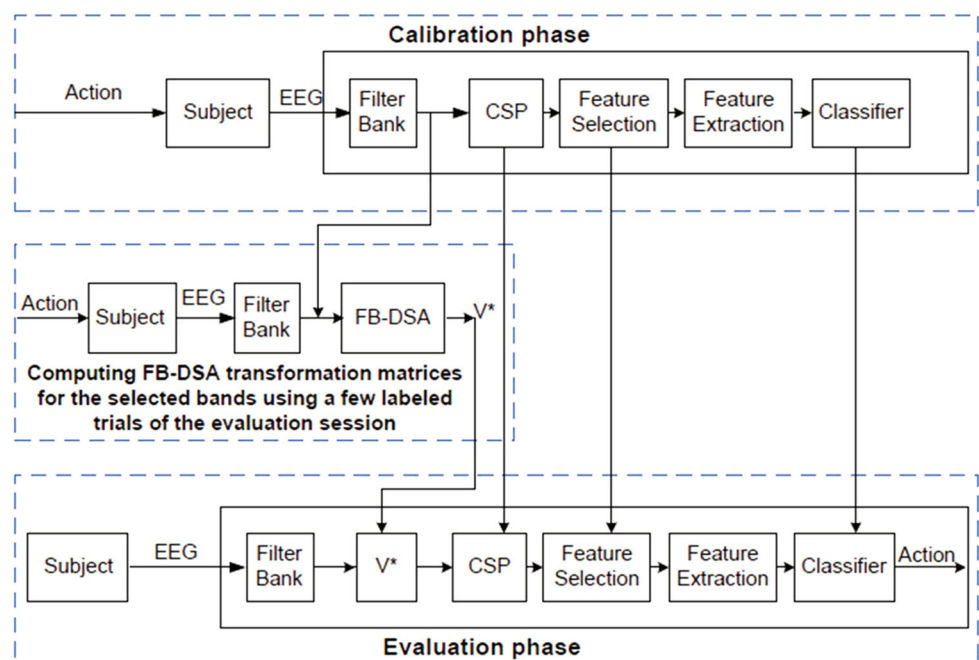 Calibration phase
Action
Subject
EEG
Filter
Bank
CSP
Feature
Selection
Feature
Extraction
Classifier
Action
Subject
EEG
Filter
Bank
FB-DSA
V*
Computing FB-DSA transformation matrices
for the selected bands using a few labeled
trials of the evaluation session
Subject
EEG
Filter
Bank
V*
CSP
Feature
Selection
Feature
Extraction
Classifier
Action
Evaluation phase